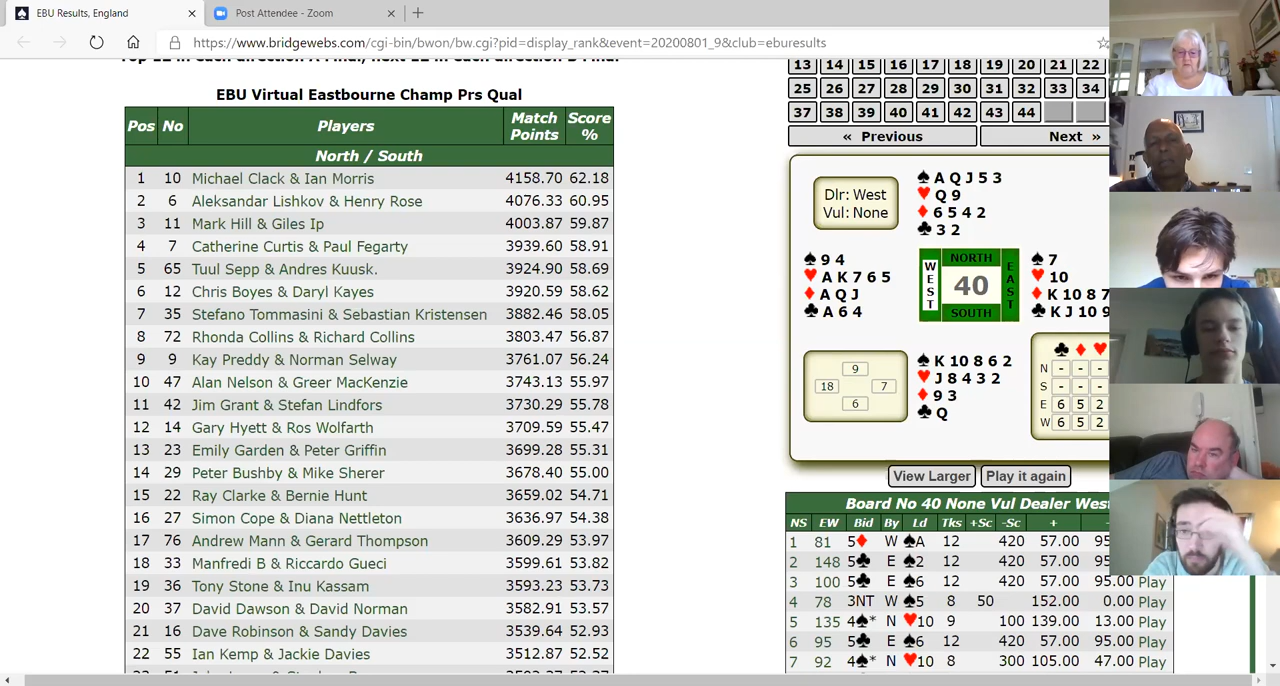 EBU Results, England
Post Attendee - Zoom
https://www.bridgewebs.com/cgi-bin/bwon/bw.cgi?pid=display_rank&event=20200801_9&club=eburesults
EBU Virtual Eastbourne Champ Prs Qual
Pos No Players Match Points Score %
North / South
1 10 Michael Clack & Ian Morris 4158.70 62.18
2 6 Aleksandar Lishkov & Henry Rose 4076.33 60.95
3 11 Mark Hill & Giles Ip 4003.87 59.87
4 7 Catherine Curtis & Paul Fegarty 3939.60 58.91
5 65 Tuul Sepp & Andres Kuusk. 3924.90 58.69
6 12 Chris Boyes & Daryl Kayes 3920.59 58.62
7 35 Stefano Tommasini & Sebastian Kristensen 3882.46 58.05
8 72 Rhonda Collins & Richard Collins 3803.47 56.87
9 9 Kay Preddy & Norman Selway 3761.07 56.24
10 47 Alan Nelson & Greer MacKenzie 3743.13 55.97
11 42 Jim Grant & Stefan Lindfors 3730.29 55.78
12 14 Gary Hyett & Ros Wolfarth 3709.59 55.47
13 23 Emily Garden & Peter Griffin 3699.28 55.31
14 29 Peter Bushby & Mike Sherer 3678.40 55.00
15 22 Ray Clarke & Bernie Hunt 3659.02 54.71
16 27 Simon Cope & Diana Nettleton 3636.97 54.38
17 76 Andrew Mann & Gerard Thompson 3609.29 53.97
18 33 Manfredi B & Riccardo Gueci 3599.61 53.82
19 36 Tony Stone & Inu Kassam 3593.23 53.73
20 37 David Dawson & David Norman 3582.91 53.57
21 16 Dave Robinson & Sandy Davies 3539.64 52.93
22 55 Ian Kemp & Jackie Davies 3512.87 52.52
13 14 15 16 17 18 19 20 21 22
25 26 27 28 29 30 31 32 33 34
37 38 39 40 41 42 43 44
« Previous Next »
Dlr: West
Vul: None
♠ A Q J 5 3
♥ Q 9
♦ 6 5 4 2
♣ 3 2
♠ 9 4
♥ A K 7 6 5
♦ A Q J
♣ A 6 4
NORTH
WEST 40 EAST
SOUTH
♠ 7
♥ 10
♦ K 10 8 7
♣ K J 10 9
9
18 7
6
♠ K 10 8 6 2
♥ J 8 4 3 2
♦ 9 3
♣ Q
♣ ♦ ♥
N - - -
S - - -
E 6 5 2
W 6 5 2
View Larger Play it again
Board No 40 None Vul Dealer West
NS EW Bid By Ld Tks +Sc -Sc + -
1 81 5♦ W ♠A 12 420 57.00 95
2 148 5♣ E ♠2 12 420 57.00 95
3 100 5♣ E ♠6 12 420 57.00 95.00 Play
4 78 3NT W ♠5 8 50 152.00 0.00 Play
5 135 4♠* N ♥10 9 100 139.00 13.00 Play
6 95 5♣ E ♠6 12 420 57.00 95.00 Play
7 92 4♠* N ♥10 8 300 105.00 47.00 Play